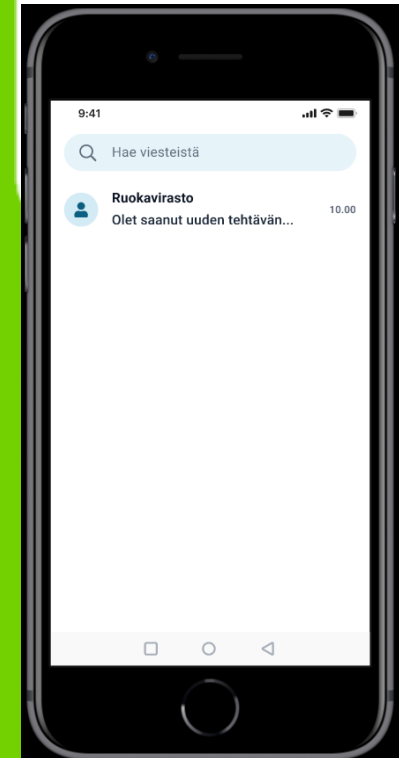 9:41
Hae viesteistä
Ruokavirasto
Olet saanut uuden tehtävän...
10.00